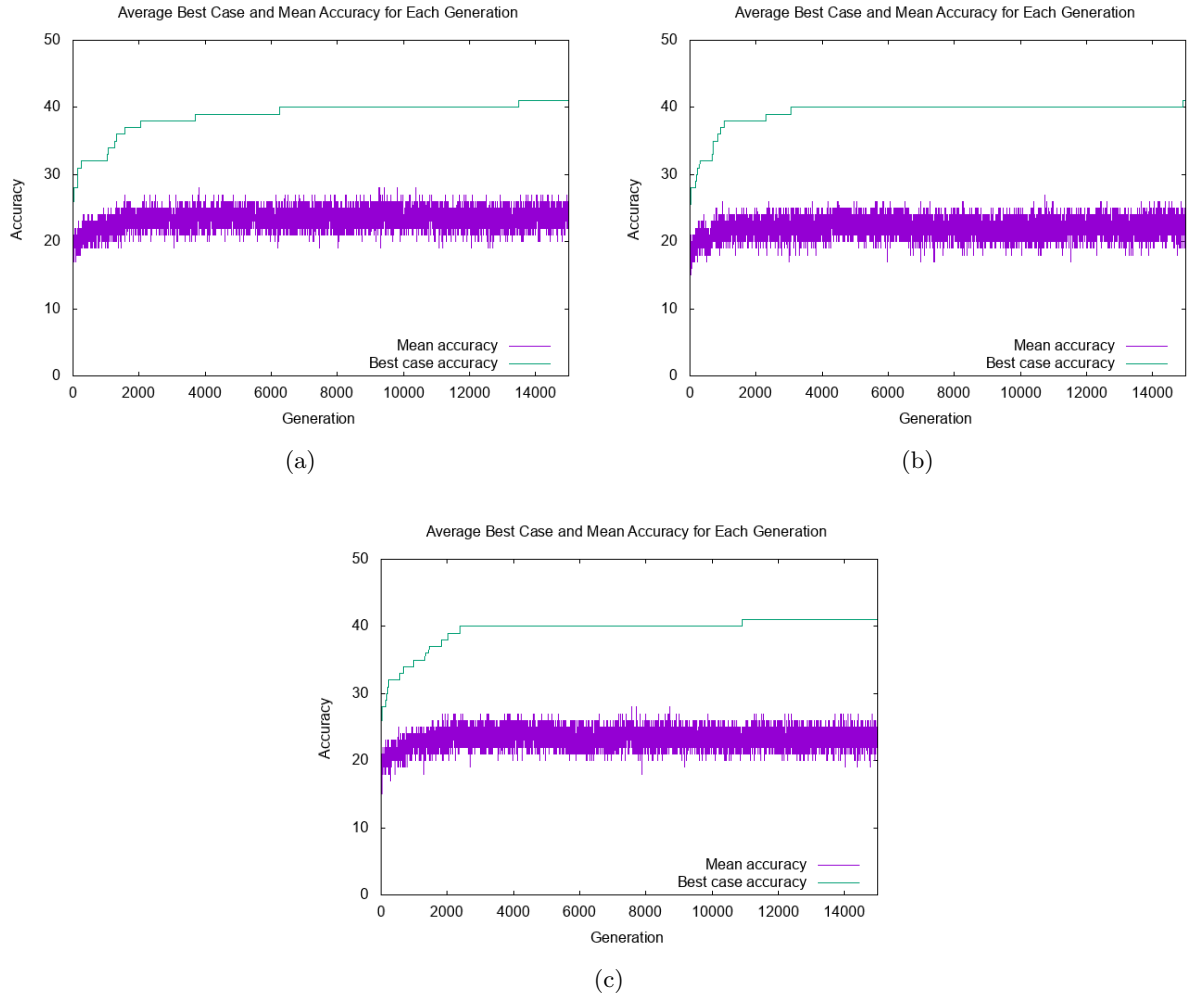 Average Best Case and Mean Accuracy for Each Generation
50
40
30
20
10
0
Accuracy
Mean accuracy
Best case accuracy
0 2000 4000 6000 8000 10000 12000 14000
Generation
(a)
Average Best Case and Mean Accuracy for Each Generation
50
40
30
20
10
0
Accuracy
Mean accuracy
Best case accuracy
0 2000 4000 6000 8000 10000 12000 14000
Generation
(b)
Average Best Case and Mean Accuracy for Each Generation
50
40
30
20
10
0
Accuracy
Mean accuracy
Best case accuracy
0 2000 4000 6000 8000 10000 12000 14000
Generation
(c)